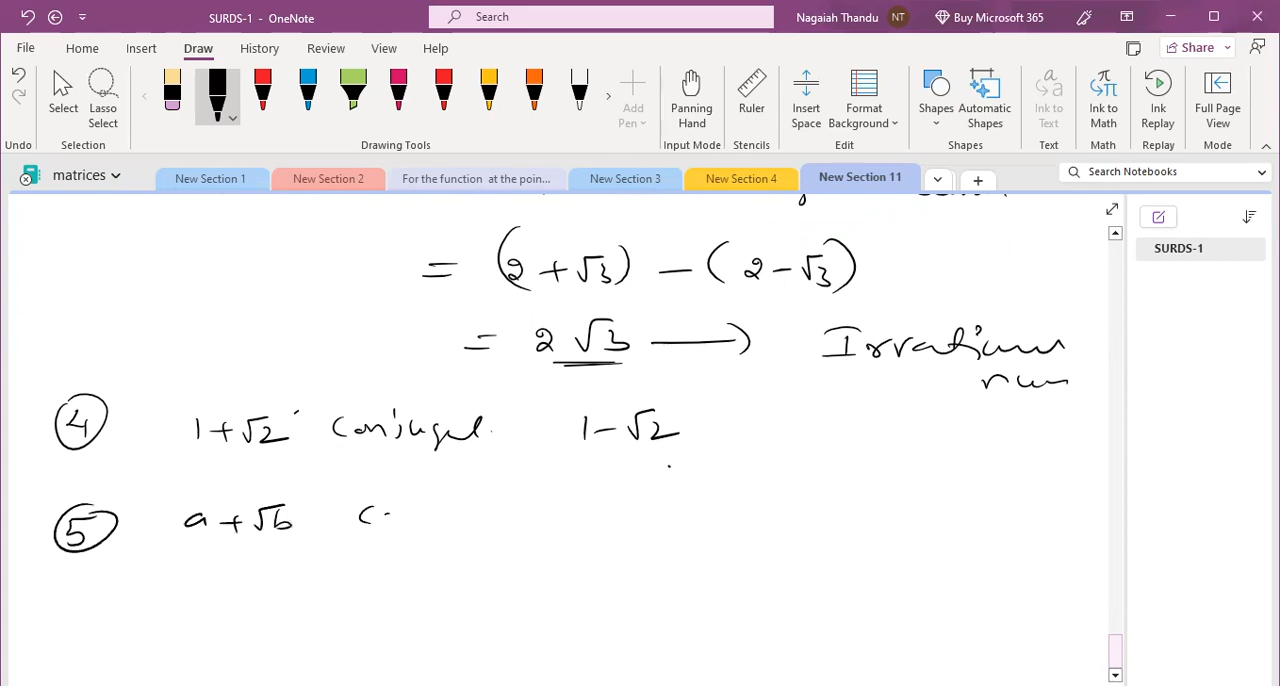 SURDS-1 - OneNote
Search
Nagaiah Thandu NT
Buy Microsoft 365
File Home Insert Draw History Review View Help
Share
Select
Lasso Select
Add Pen
Panning Hand
Ruler
Insert Space
Format Background
Shapes
Automatic Shapes
Ink to Text
Ink to Math
Ink Replay
Full Page View
Undo Selection Drawing Tools Input Mode Stencils Edit Shapes Text Math Replay Mode
matrices
New Section 1 New Section 2 For the function at the poin... New Section 3 New Section 4 New Section 11
Search Notebooks
SURDS-1
= (2 + √3) - (2 - √3)
= 2√3 →
4 1 + √2 1 - √2
5 a + √b C